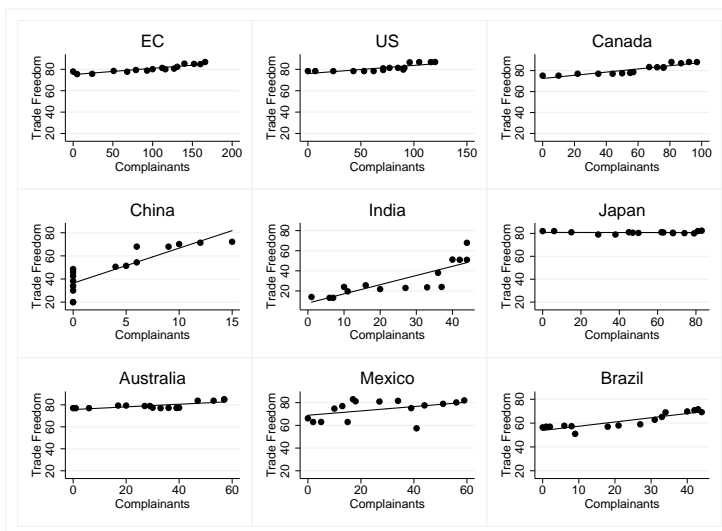 EC
Trade Freedom
20 40 60 80
0 50 100 150 200
Complainants
US
Trade Freedom
20 40 60 80
0 50 100 150
Complainants
Canada
Trade Freedom
20 40 60 80
0 20 40 60 80 100
Complainants
China
Trade Freedom
20 40 60 80
0 5 10 15
Complainants
India
Trade Freedom
20 40 60 80
0 10 20 30 40
Complainants
Japan
Trade Freedom
20 40 60 80
0 20 40 60 80
Complainants
Australia
Trade Freedom
20 40 60 80
0 20 40 60
Complainants
Mexico
Trade Freedom
20 40 60 80
0 20 40 60
Complainants
Brazil
Trade Freedom
20 40 60 80
0 10 20 30 40
Complainants